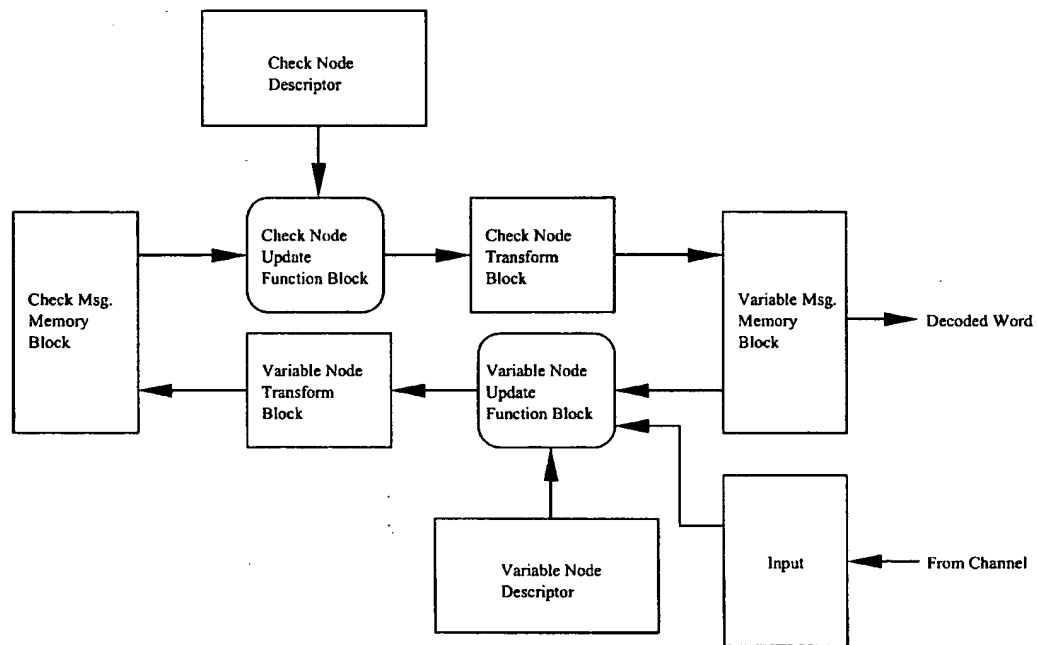 Check Node
Descriptor
Check Msg.
Memory
Block
Check Node
Update
Function Block
Check Node
Transform
Block
Variable Msg.
Memory
Block
Decoded Word
Variable Node
Transform
Block
Variable Node
Update
Function Block
Variable Node
Descriptor
Input
From Channel